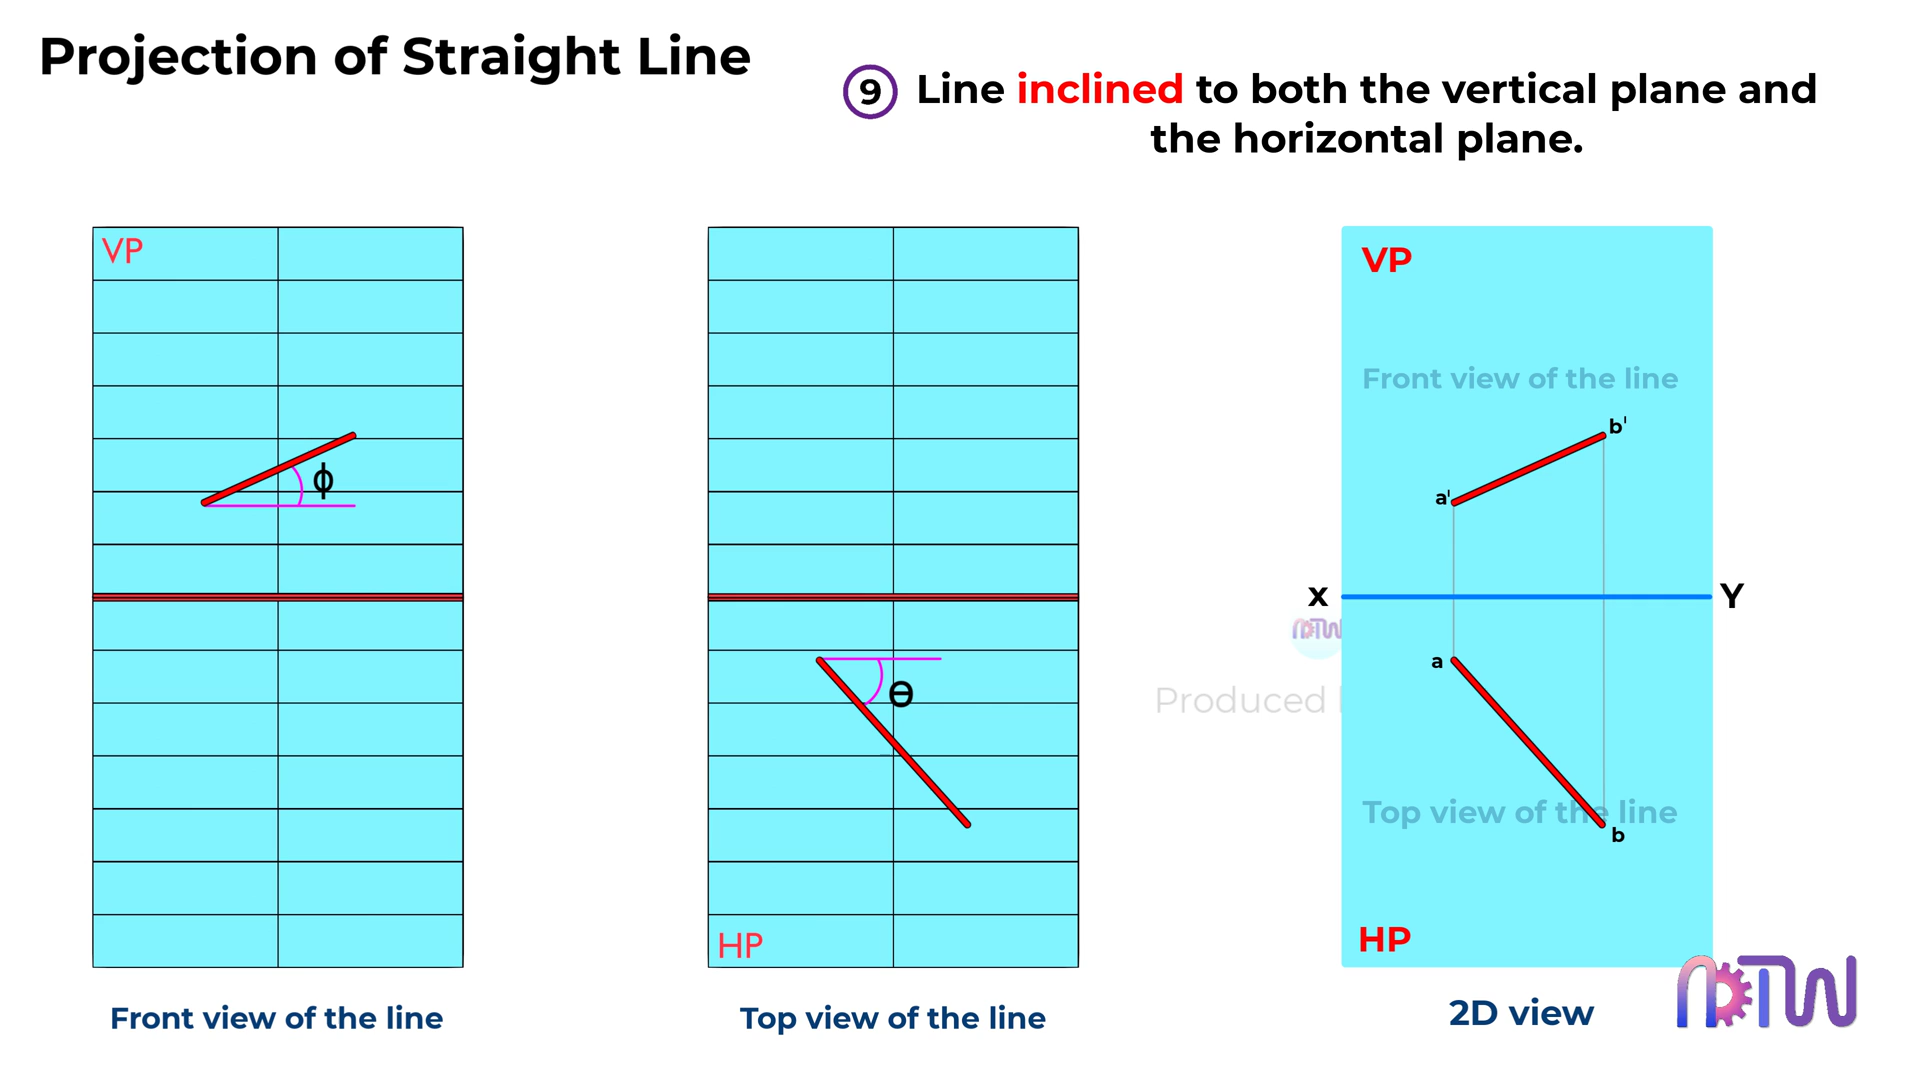 Projection of Straight Line
9 Line inclined to both the vertical plane and
the horizontal plane.
VP
ϕ
Front view of the line
Θ
HP
Top view of the line
VP
Front view of the line
b'
a'
x
Y
a
Produced
Top view of the line
b
HP
2D view